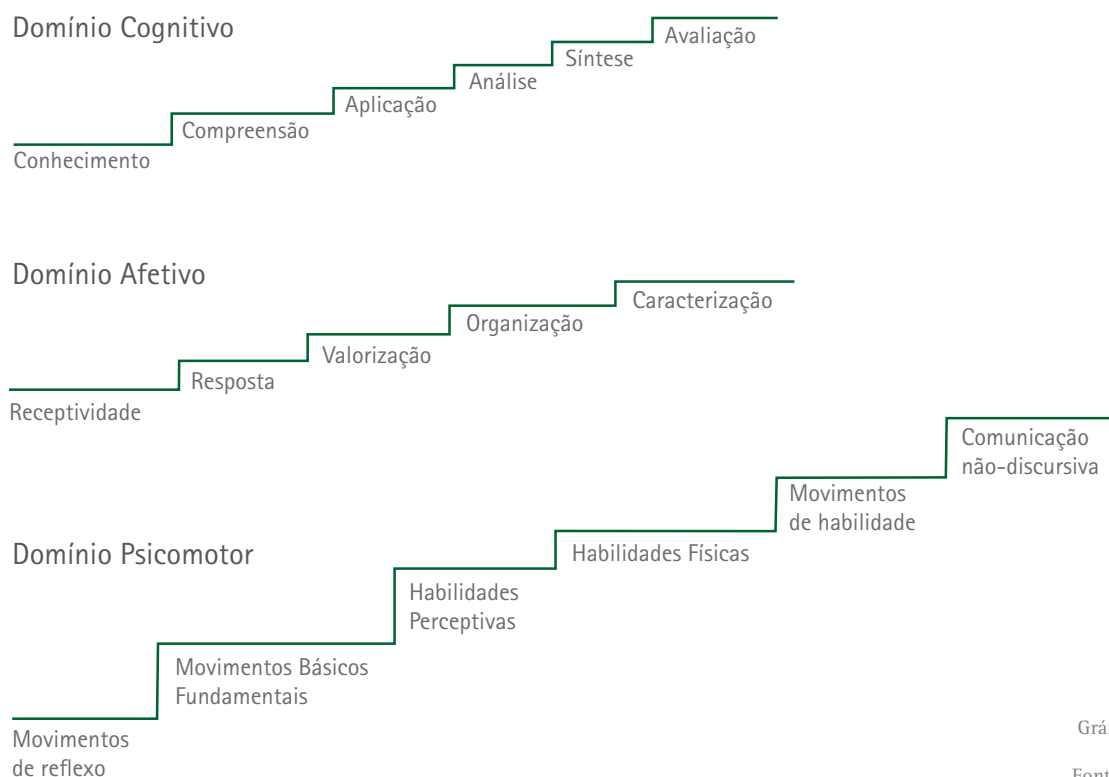 Domínio Cognitivo
Avaliação
Síntese
Análise
Aplicação
Compreensão
Conhecimento
Domínio Afetivo
Caracterização
Organização
Valorização
Resposta
Receptividade
Comunicação
não-discursiva
Movimentos
de habilidade
Domínio Psicomotor
Habilidades Físicas
Habilidades
Perceptivas
Movimentos Básicos
Fundamentais
Movimentos
de reflexo